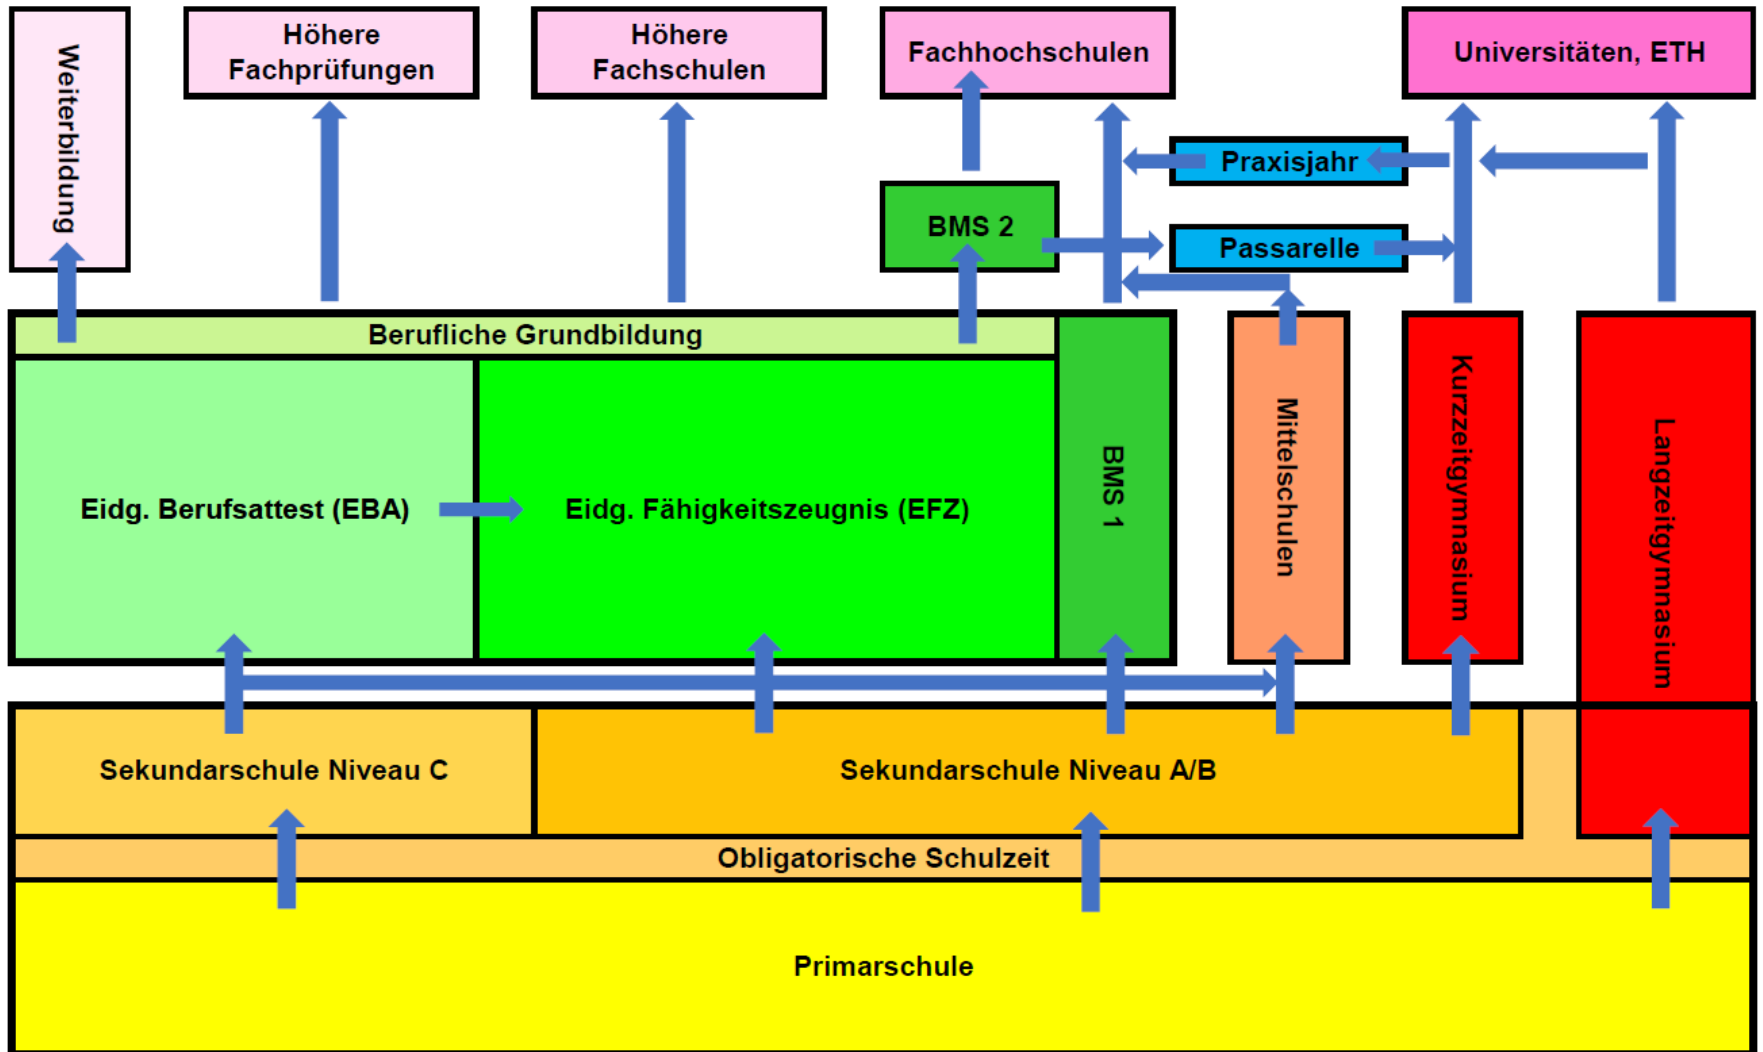 Weiterbildung
Höhere
Fachprüfungen
Höhere
Fachschulen
Fachhochschulen
Universitäten, ETH
Praxisjahr
BMS 2
Passarelle
Berufliche Grundbildung
Eidg. Berufsattest (EBA)
Eidg. Fähigkeitszeugnis (EFZ)
BMS 1
Mittelschulen
Kurzzeitgymnasium
Langzeitgymnasium
Sekundarschule Niveau C
Sekundarschule Niveau A/B
Obligatorische Schulzeit
Primarschule